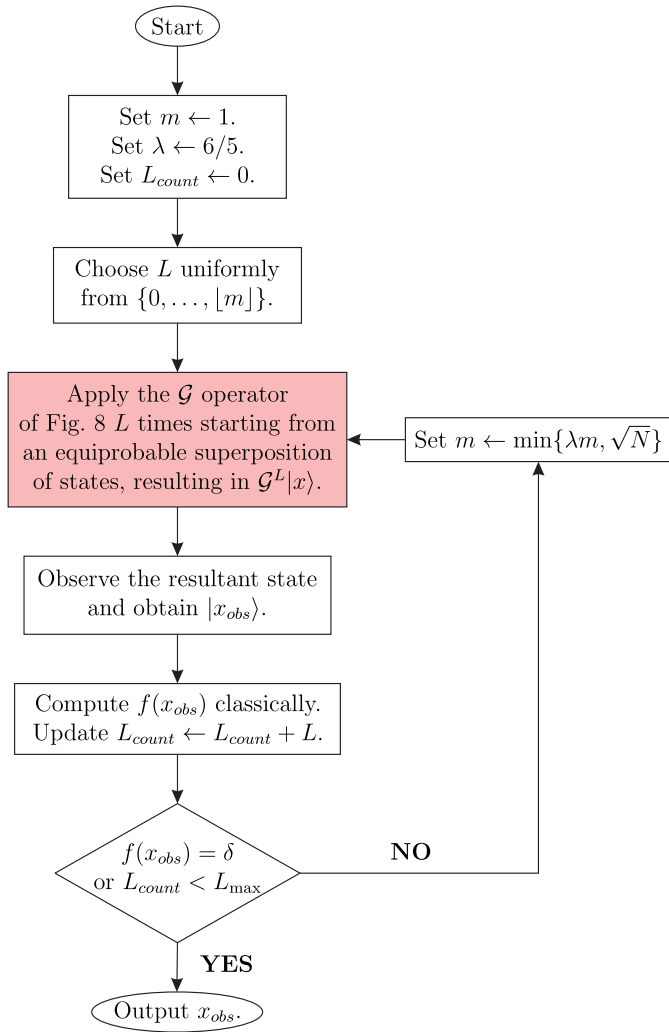 Start
Set m ← 1.
Set λ ← 6/5.
Set L_count ← 0.
Choose L uniformly
from {0, . . . , ⌊m⌋}.
Apply the 𝒢 operator
of Fig. 8 L times starting from
an equiprobable superposition
of states, resulting in 𝒢^L|x⟩.
Set m ← min{λm, √N}
Observe the resultant state
and obtain |x_obs⟩.
Compute f(x_obs) classically.
Update L_count ← L_count + L.
f(x_obs) = δ
or L_count < L_max
NO
YES
Output x_obs.